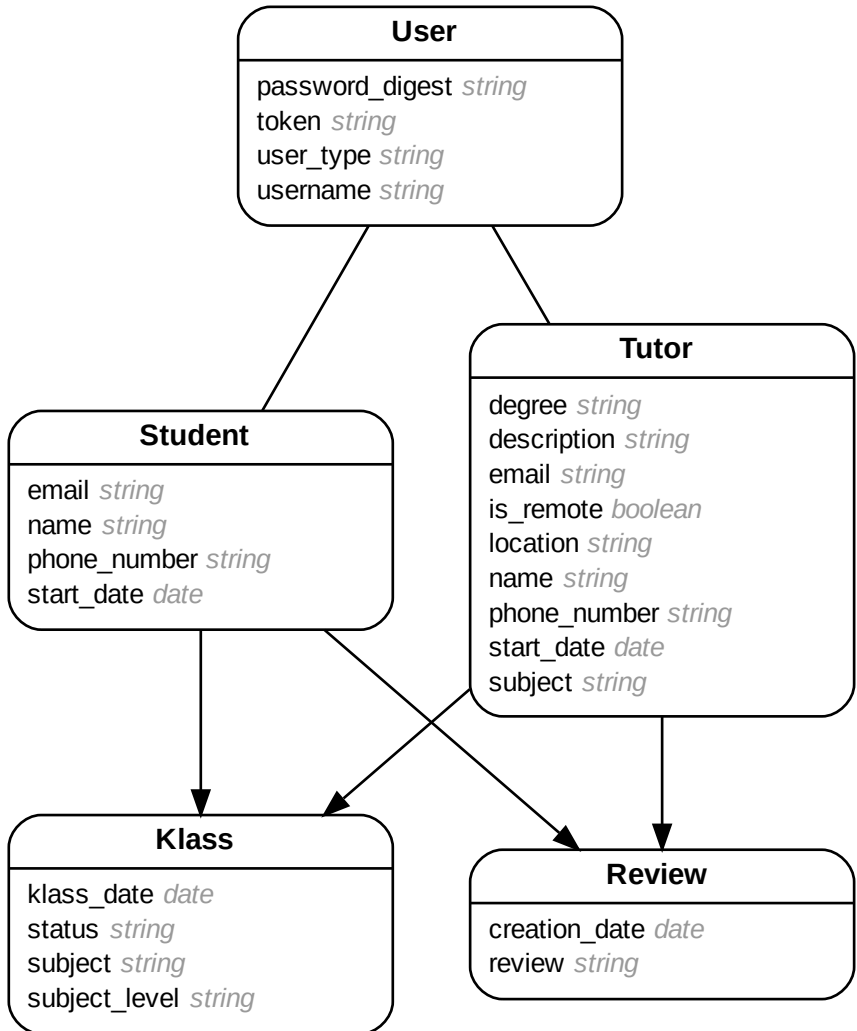 User
password_digest string
token string
user_type string
username string
Tutor
degree string
description string
email string
is_remote boolean
location string
name string
phone_number string
start_date date
subject string
Student
email string
name string
phone_number string
start_date date
Klass
klass_date date
status string
subject string
subject_level string
Review
creation_date date
review string